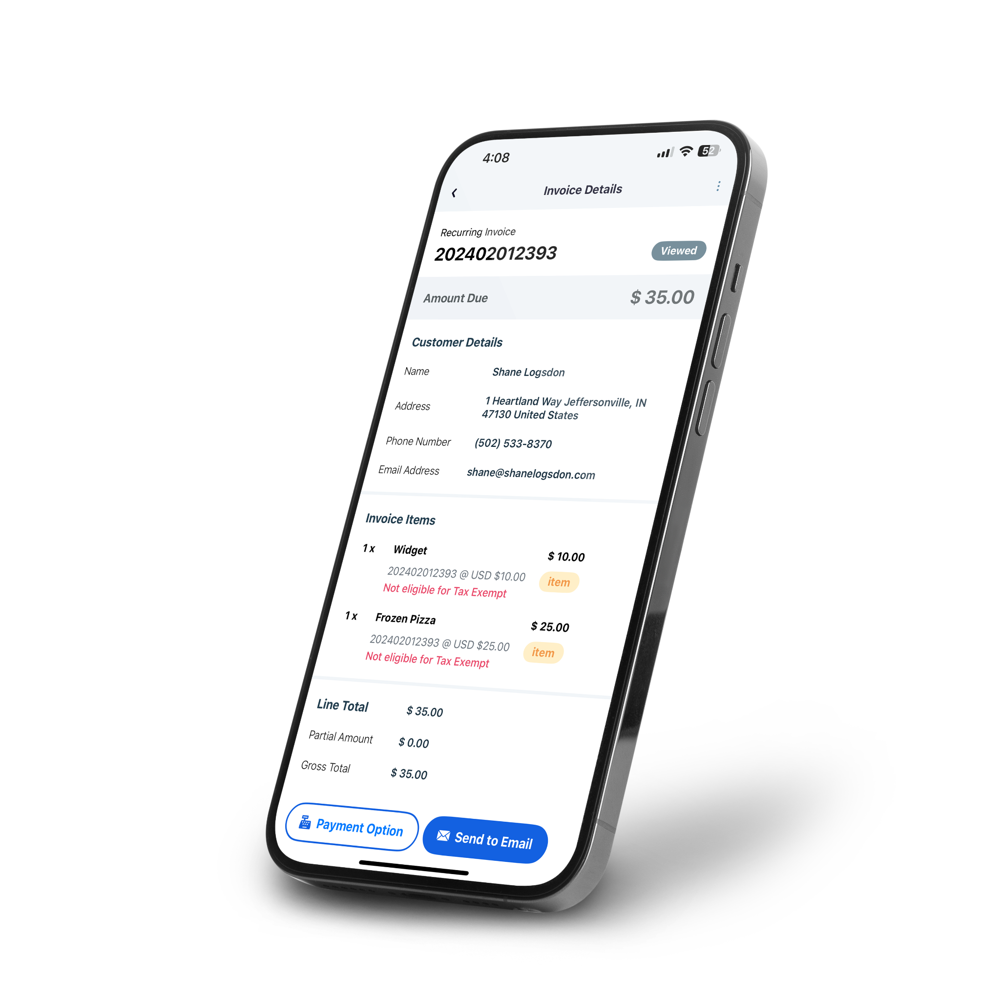 4:08
52
Invoice Details
Recurring Invoice
202402012393
Viewed
Amount Due $ 35.00
Customer Details
Name Shane Logsdon
Address 1 Heartland Way Jeffersonville, IN
47130 United States
Phone Number (502) 533-8370
Email Address shane@shanelogsdon.com
Invoice Items
1 x Widget $ 10.00
202402012393 @ USD $10.00 item
Not eligible for Tax Exempt
1 x Frozen Pizza $ 25.00
202402012393 @ USD $25.00 item
Not eligible for Tax Exempt
Line Total $ 35.00
Partial Amount $ 0.00
Gross Total $ 35.00
Payment Option
Send to Email